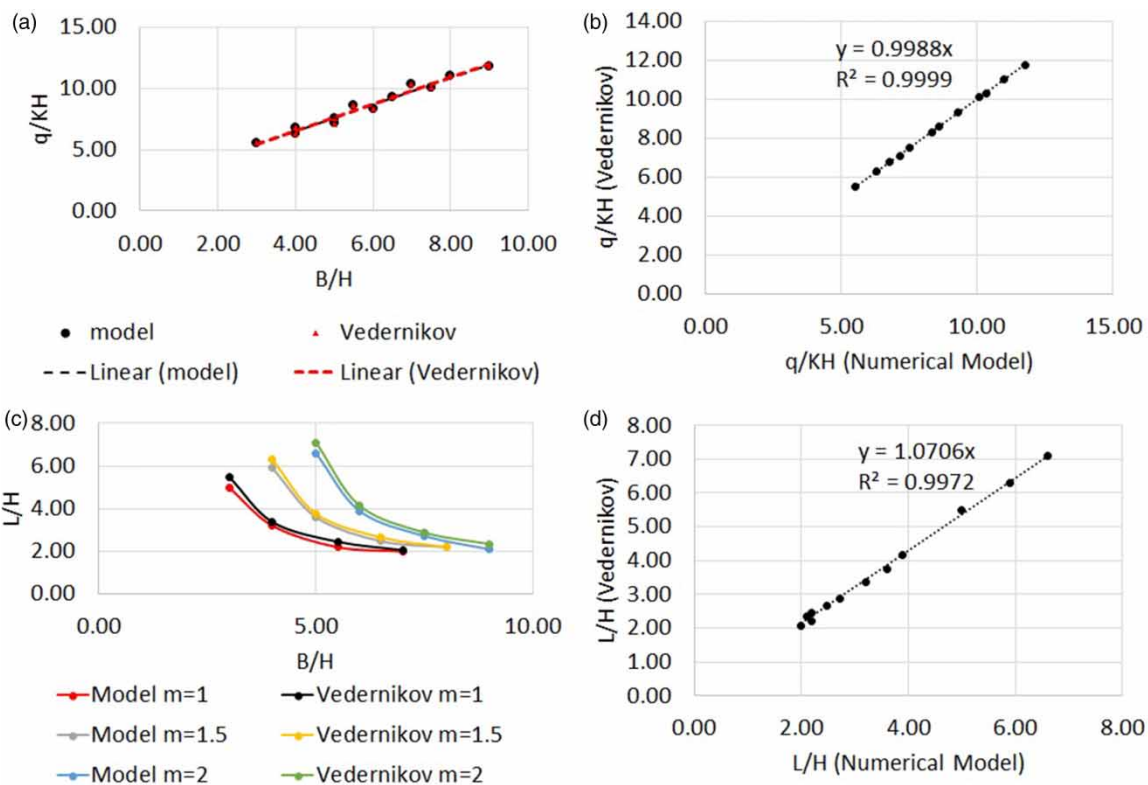 (a)
15.00
10.00
5.00
0.00
q/KH
0.00 2.00 4.00 6.00 8.00 10.00
B/H
model
Vedernikov
Linear (model)
Linear (Vedernikov)
(b)
14.00
12.00
10.00
8.00
6.00
4.00
2.00
0.00
q/KH (Vedernikov)
y = 0.9988x
R² = 0.9999
0.00 5.00 10.00 15.00
q/KH (Numerical Model)
(c)
8.00
6.00
4.00
2.00
0.00
L/H
0.00 5.00 10.00
B/H
Model m=1
Vedernikov m=1
Model m=1.5
Vedernikov m=1.5
Model m=2
Vedernikov m=2
(d)
8.00
7.00
6.00
5.00
4.00
3.00
2.00
1.00
0.00
L/H (Vedernikov)
y = 1.0706x
R² = 0.9972
0.00 2.00 4.00 6.00 8.00
L/H (Numerical Model)